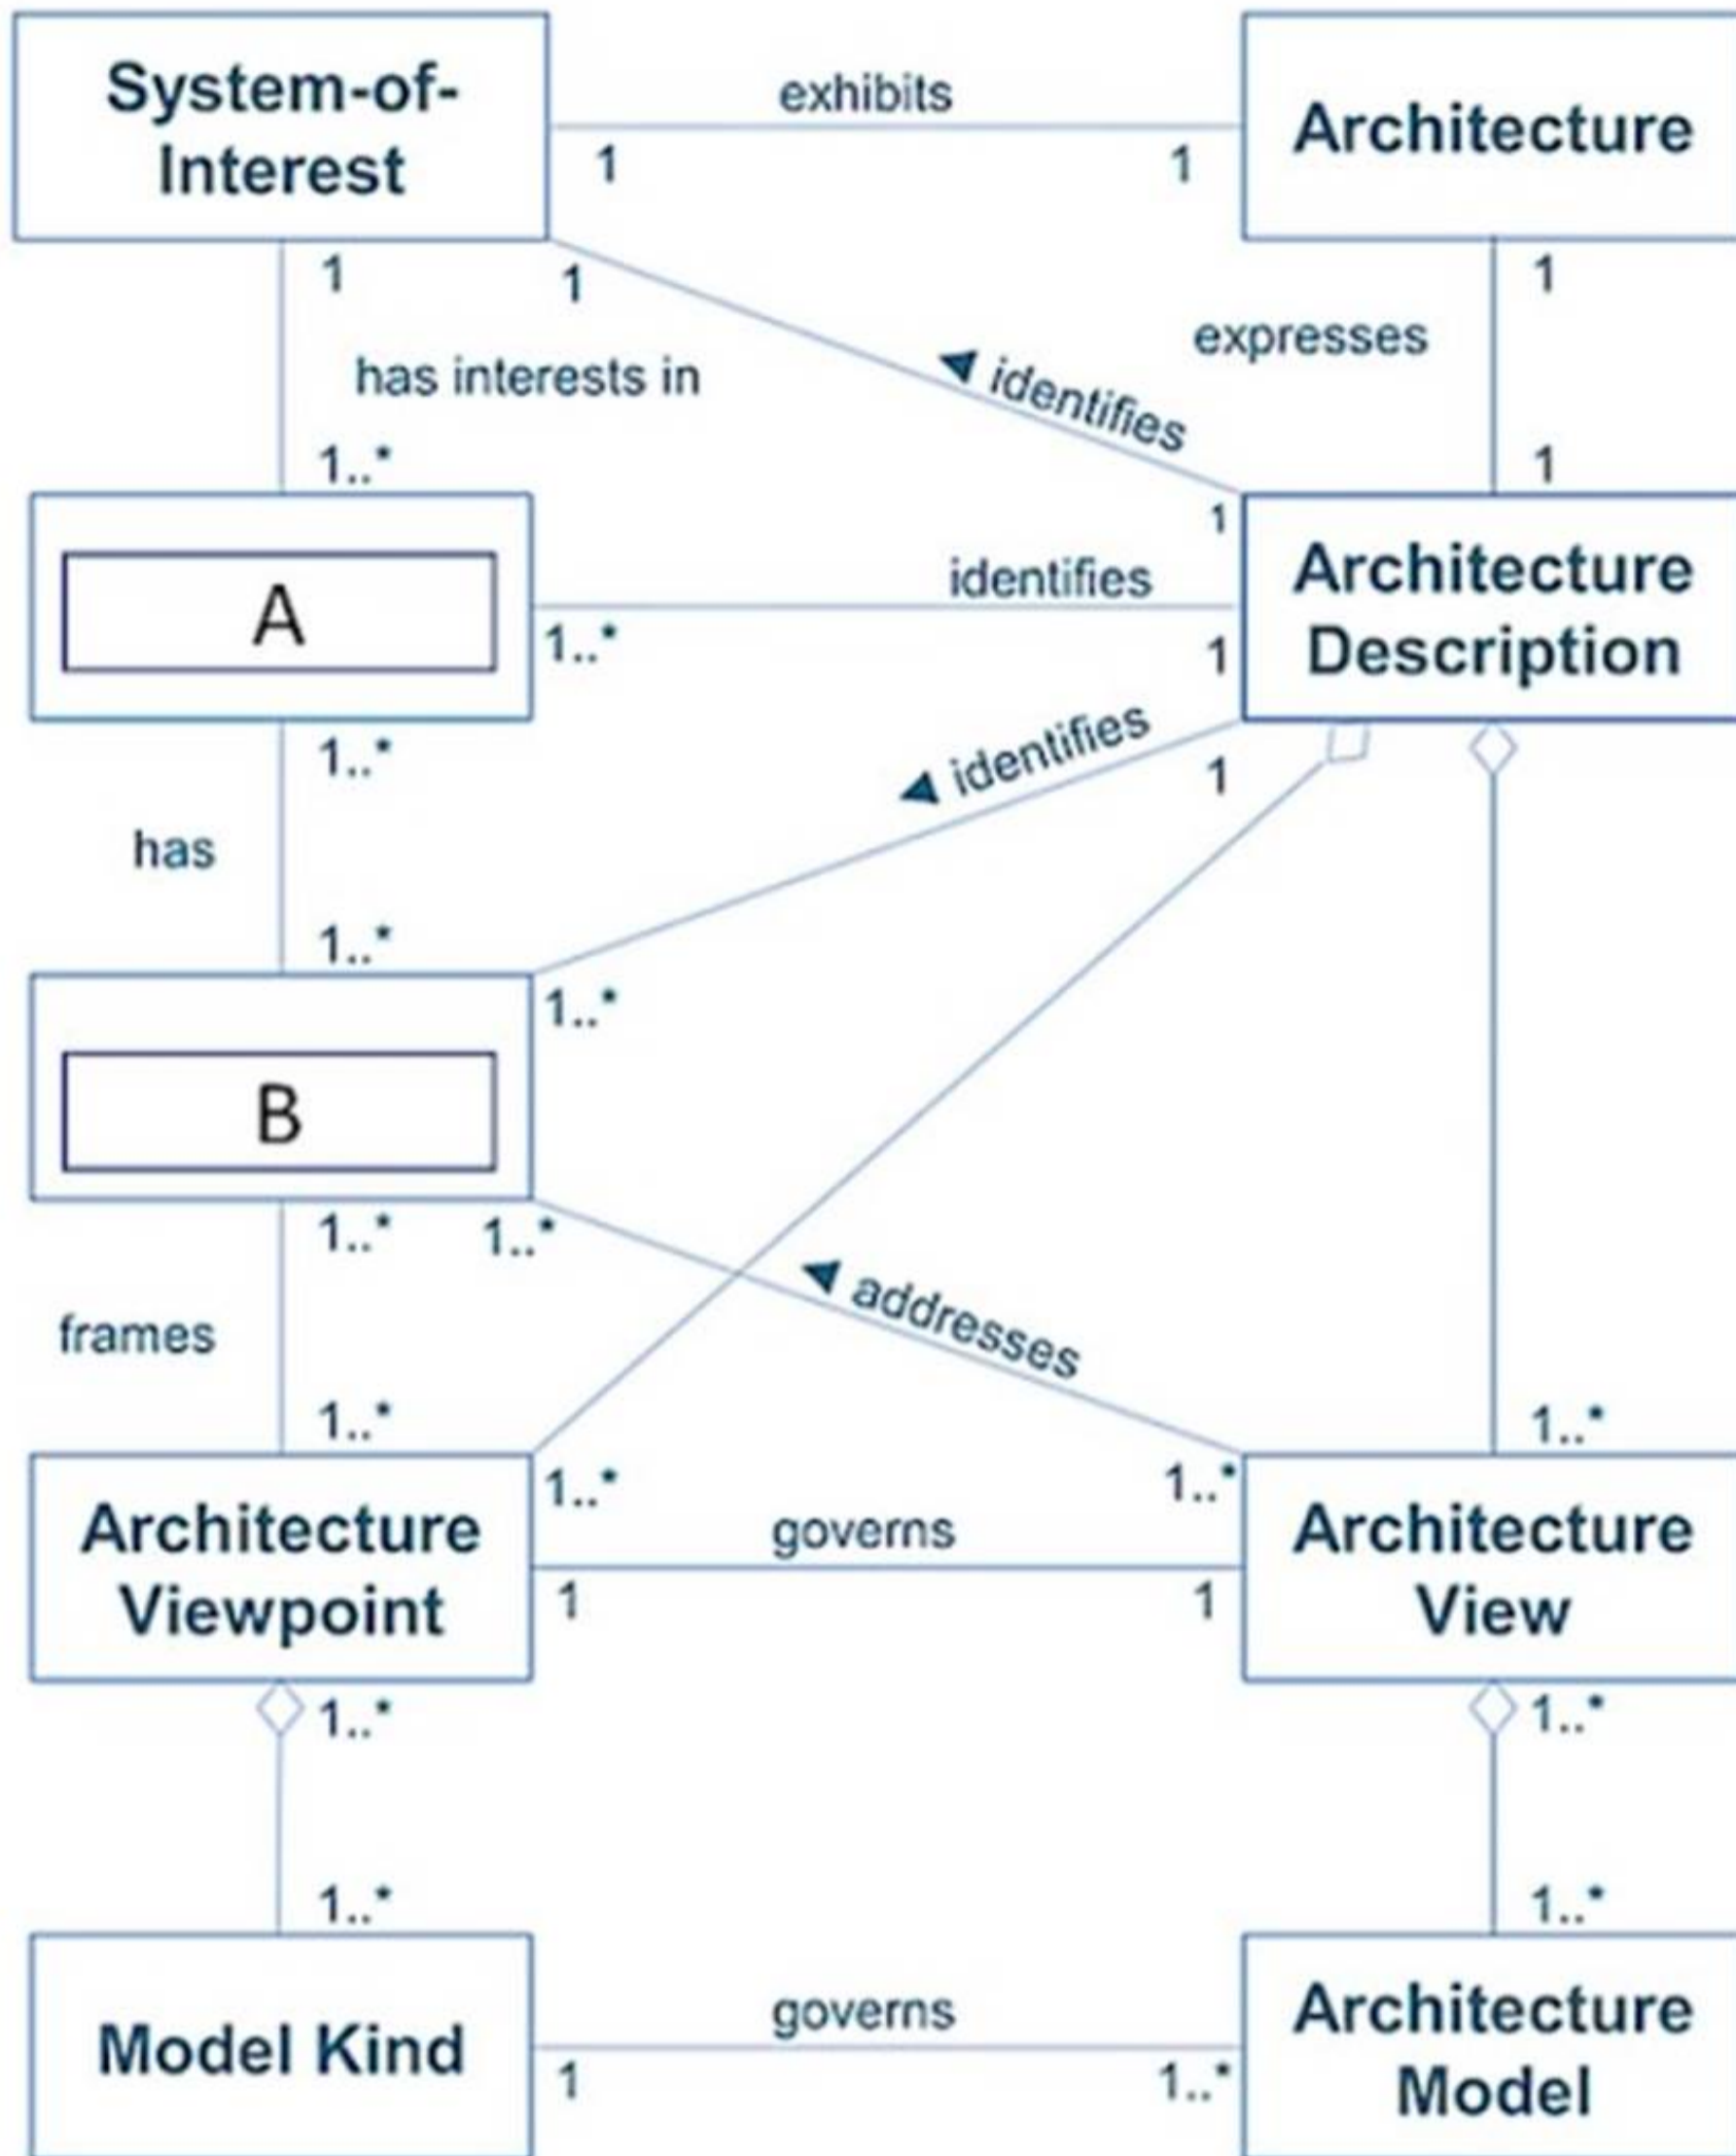 System-of-
Interest
exhibits
1
1
Architecture
1
1
1
has interests in
identifies
expresses
1..*
1
1
A
identifies
1..*
1
Architecture
Description
1..*
identifies
1
has
1..*
B
1..*
1..*
1..*
addresses
frames
1..*
1..*
Architecture
Viewpoint
1..*
governs
1..*
1
1
Architecture
View
1..*
1..*
1..*
1..*
Model Kind
governs
1
1..*
Architecture
Model